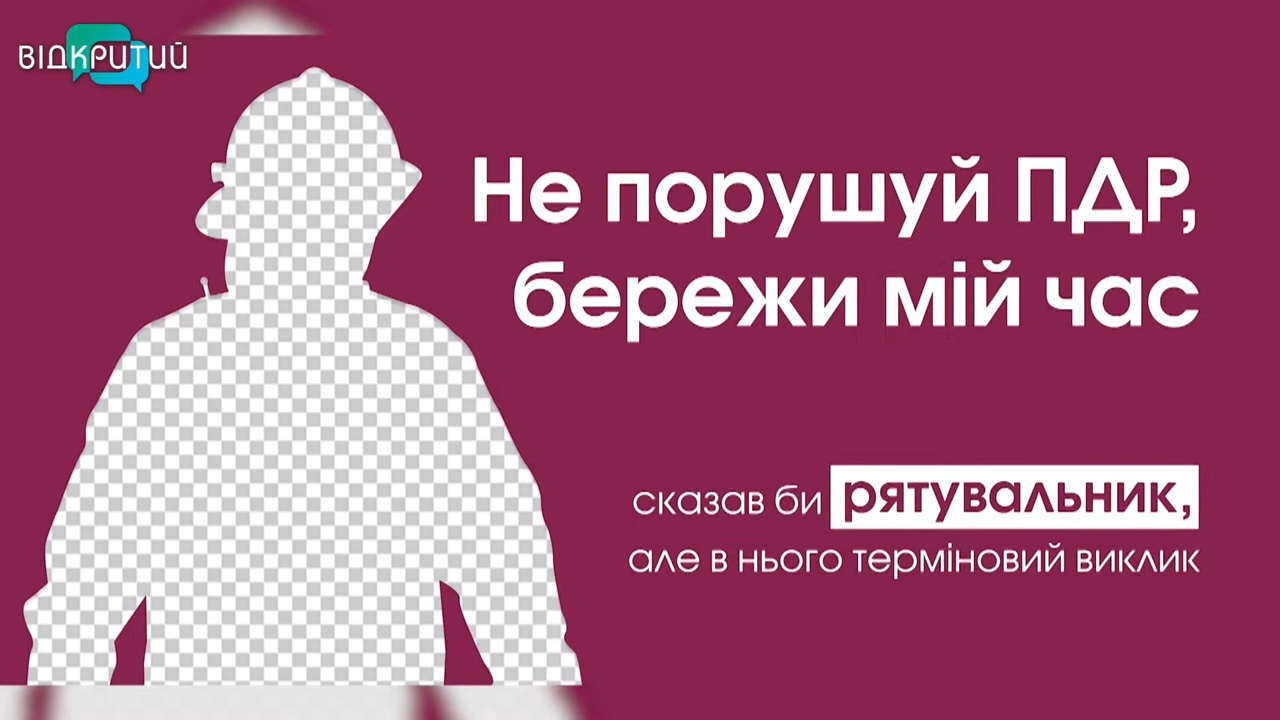 ВІДКРИТИЙ
Не порушуй ПДР,
бережи мій час
сказав би рятувальник,
але в нього терміновий виклик